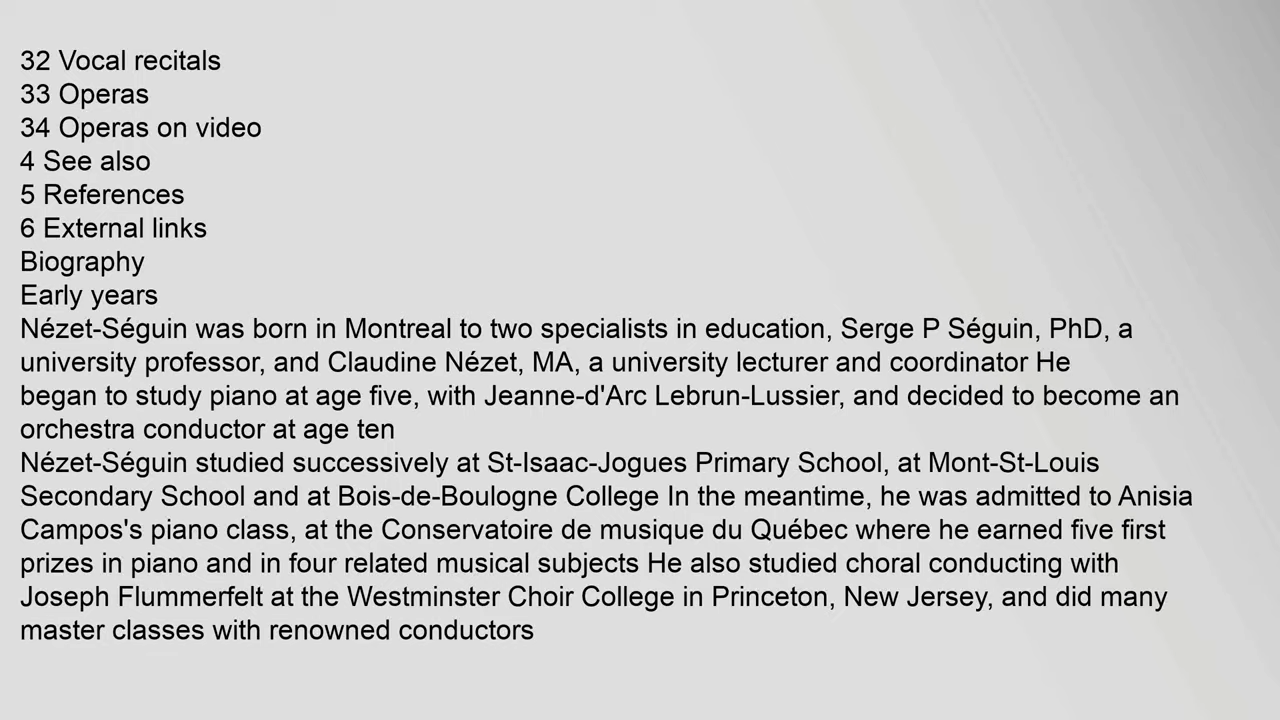 32 Vocal recitals
33 Operas
34 Operas on video
4 See also
5 References
6 External links
Biography
Early years
Nézet-Séguin was born in Montreal to two specialists in education, Serge P Séguin, PhD, a
university professor, and Claudine Nézet, MA, a university lecturer and coordinator He
began to study piano at age five, with Jeanne-d'Arc Lebrun-Lussier, and decided to become an
orchestra conductor at age ten
Nézet-Séguin studied successively at St-Isaac-Jogues Primary School, at Mont-St-Louis
Secondary School and at Bois-de-Boulogne College In the meantime, he was admitted to Anisia
Campos's piano class, at the Conservatoire de musique du Québec where he earned five first
prizes in piano and in four related musical subjects He also studied choral conducting with
Joseph Flummerfelt at the Westminster Choir College in Princeton, New Jersey, and did many
master classes with renowned conductors